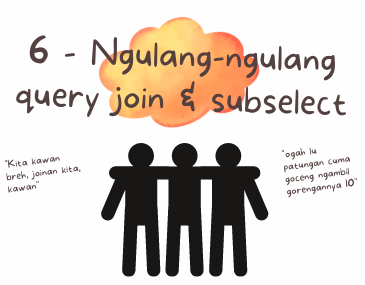 6 - Ngulang-ngulang
query join & subselect
"Kita kawan
breh, joinan kita,
kawan"
"ogah lu
patungan cuma
goceng ngambil
gorengannya 10"